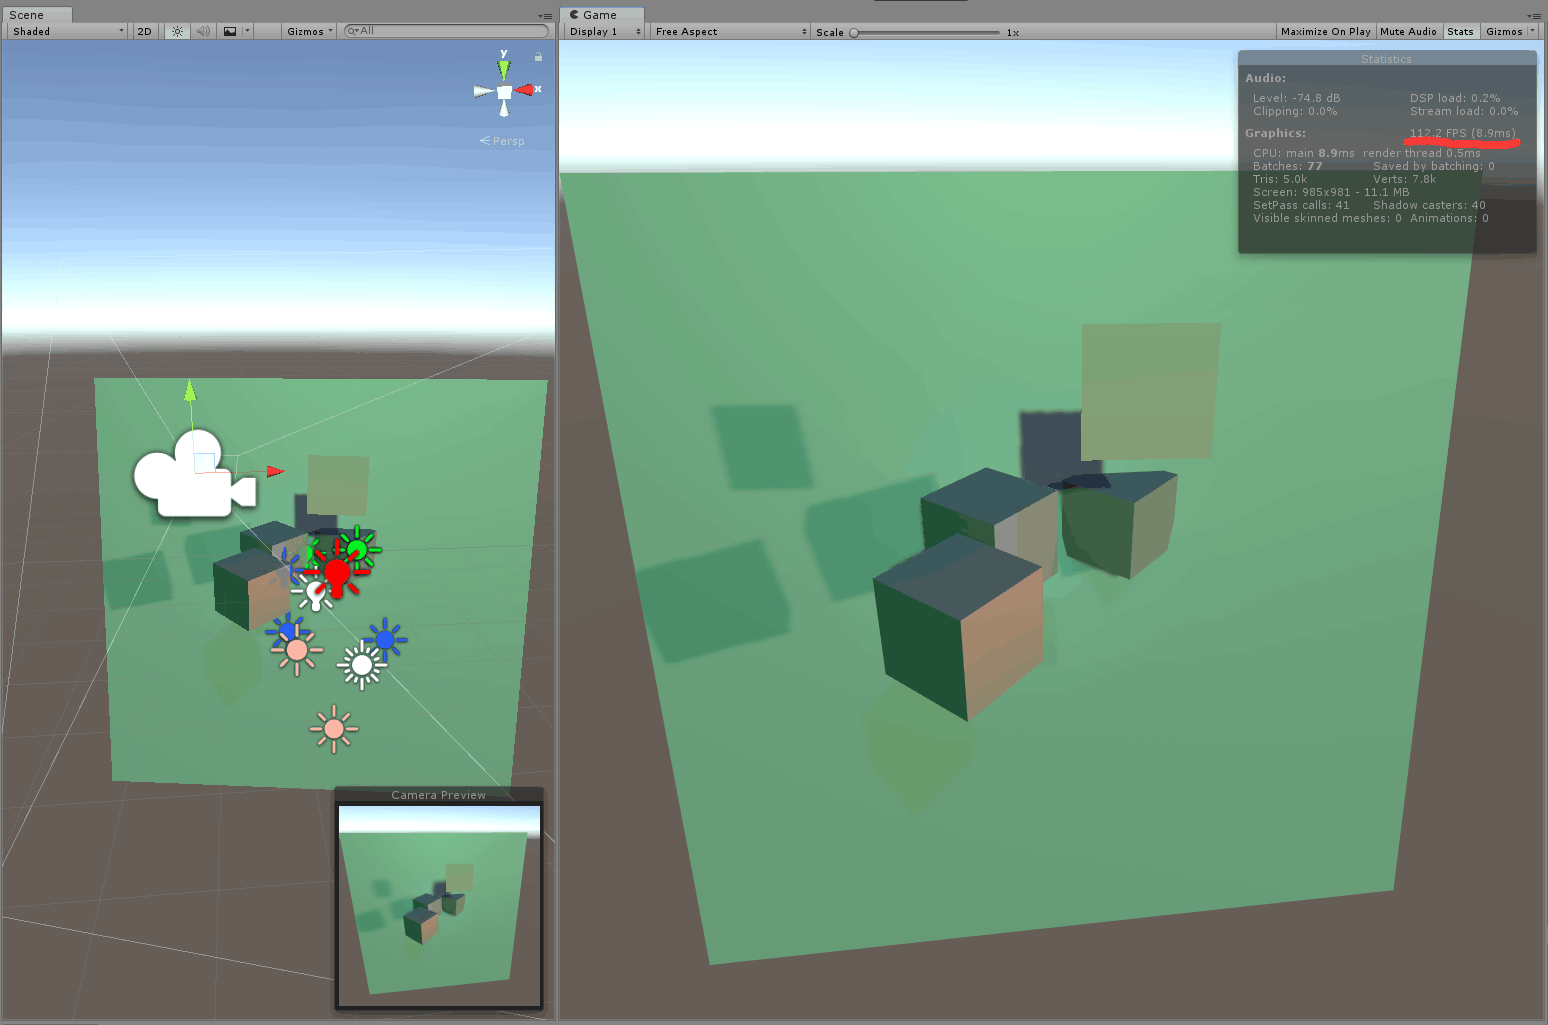 Scene
Shaded 2D Gizmos All
y
x
Persp
Camera Preview
Game
Display 1 Free Aspect Scale 1x Maximize On Play Mute Audio Stats Gizmos
Statistics
Audio:
Level: -74.8 dB DSP load: 0.2%
Clipping: 0.0% Stream load: 0.0%
Graphics: 112.2 FPS (8.9ms)
CPU: main 8.9ms render thread 0.5ms
Batches: 77 Saved by batching: 0
Tris: 5.0k Verts: 7.8k
Screen: 985x981 - 11.1 MB
SetPass calls: 41 Shadow casters: 40
Visible skinned meshes: 0 Animations: 0